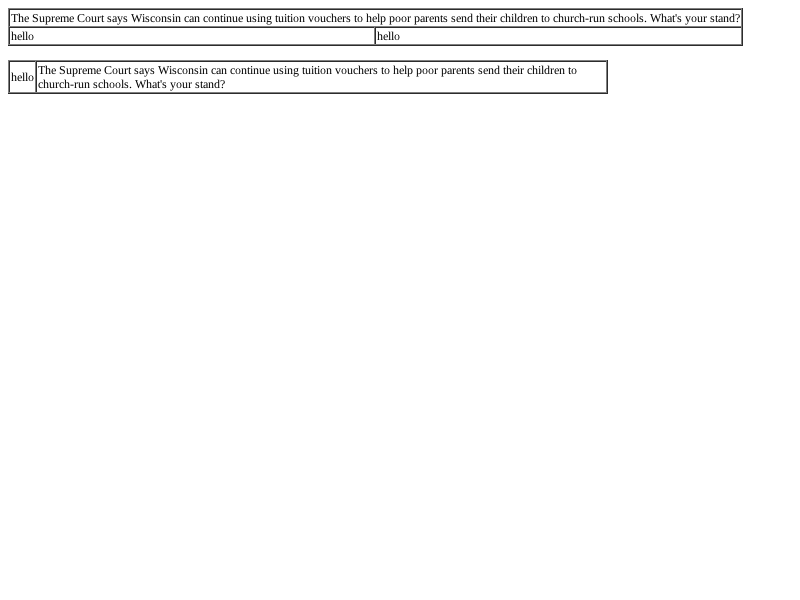 The Supreme Court says Wisconsin can continue using tuition vouchers to help poor parents send their children to church-run schools. What's your stand?
hello hello
hello The Supreme Court says Wisconsin can continue using tuition vouchers to help poor parents send their children to
church-run schools. What's your stand?